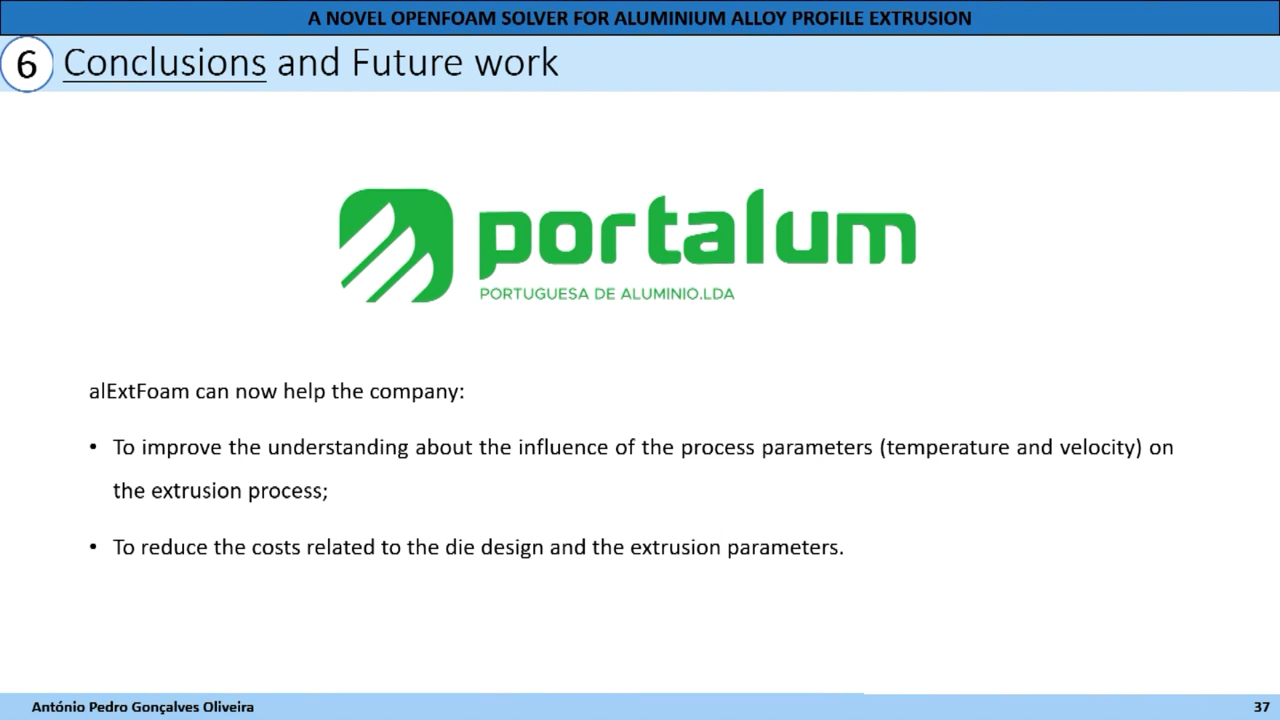 A NOVEL OPENFOAM SOLVER FOR ALUMINIUM ALLOY PROFILE EXTRUSION
6 Conclusions and Future work
portalum
PORTUGUESA DE ALUMINIO.LDA
alExtFoam can now help the company:
• To improve the understanding about the influence of the process parameters (temperature and velocity) on
the extrusion process;
• To reduce the costs related to the die design and the extrusion parameters.
António Pedro Gonçalves Oliveira 37